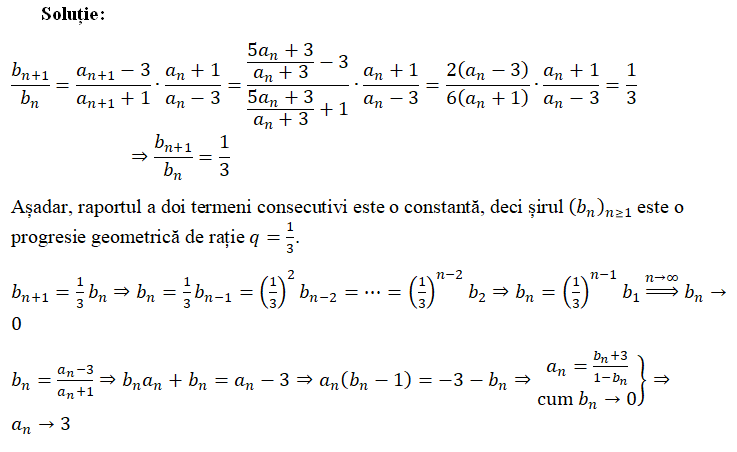 Soluție:
\frac{b_{n+1}}{b_n} = \frac{a_{n+1} - 3}{a_{n+1} + 1} \cdot \frac{a_n + 1}{a_n - 3} = \frac{\frac{5a_n + 3}{a_n + 3} - 3}{\frac{5a_n + 3}{a_n + 3} + 1} \cdot \frac{a_n + 1}{a_n - 3} = \frac{2(a_n - 3)}{6(a_n + 1)} \cdot \frac{a_n + 1}{a_n - 3} = \frac{1}{3}
\Rightarrow \frac{b_{n+1}}{b_n} = \frac{1}{3}
Așadar, raportul a doi termeni consecutivi este o constantă, deci șirul (b_n)_{n≥1} este o
progresie geometrică de rație q = \frac{1}{3}.
b_{n+1} = \frac{1}{3} b_n \Rightarrow b_n = \frac{1}{3} b_{n-1} = \left(\frac{1}{3}\right)^2 b_{n-2} = \cdots = \left(\frac{1}{3}\right)^{n-2} b_2 \Rightarrow b_n = \left(\frac{1}{3}\right)^{n-1} b_1 \xRightarrow{n \to \infty} b_n \to
0
b_n = \frac{a_n - 3}{a_n + 1} \Rightarrow b_n a_n + b_n = a_n - 3 \Rightarrow a_n(b_n - 1) = -3 - b_n \Rightarrow \left. \begin{matrix} a_n = \frac{b_n + 3}{1 - b_n} \\ \text{cum } b_n \to 0 \end{matrix} \right\} \Rightarrow
a_n \to 3